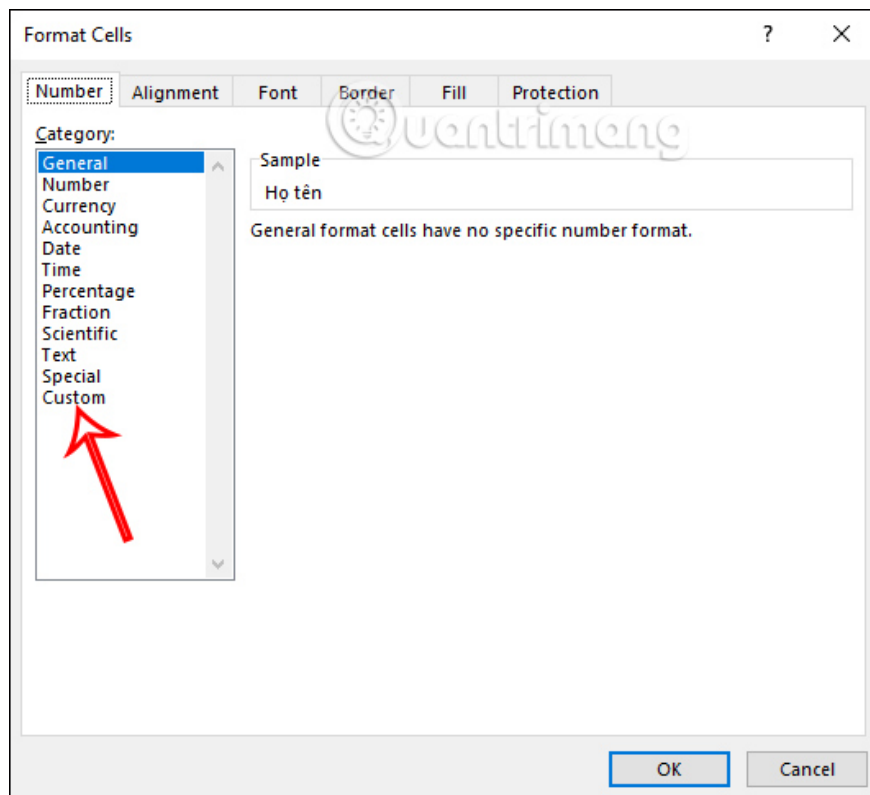 Format Cells ?
Number Alignment Font Border Fill Protection
Quantrimang
Category:
General
Number
Currency
Accounting
Date
Time
Percentage
Fraction
Scientific
Text
Special
Custom
Sample
Họ tên
General format cells have no specific number format.
OK Cancel